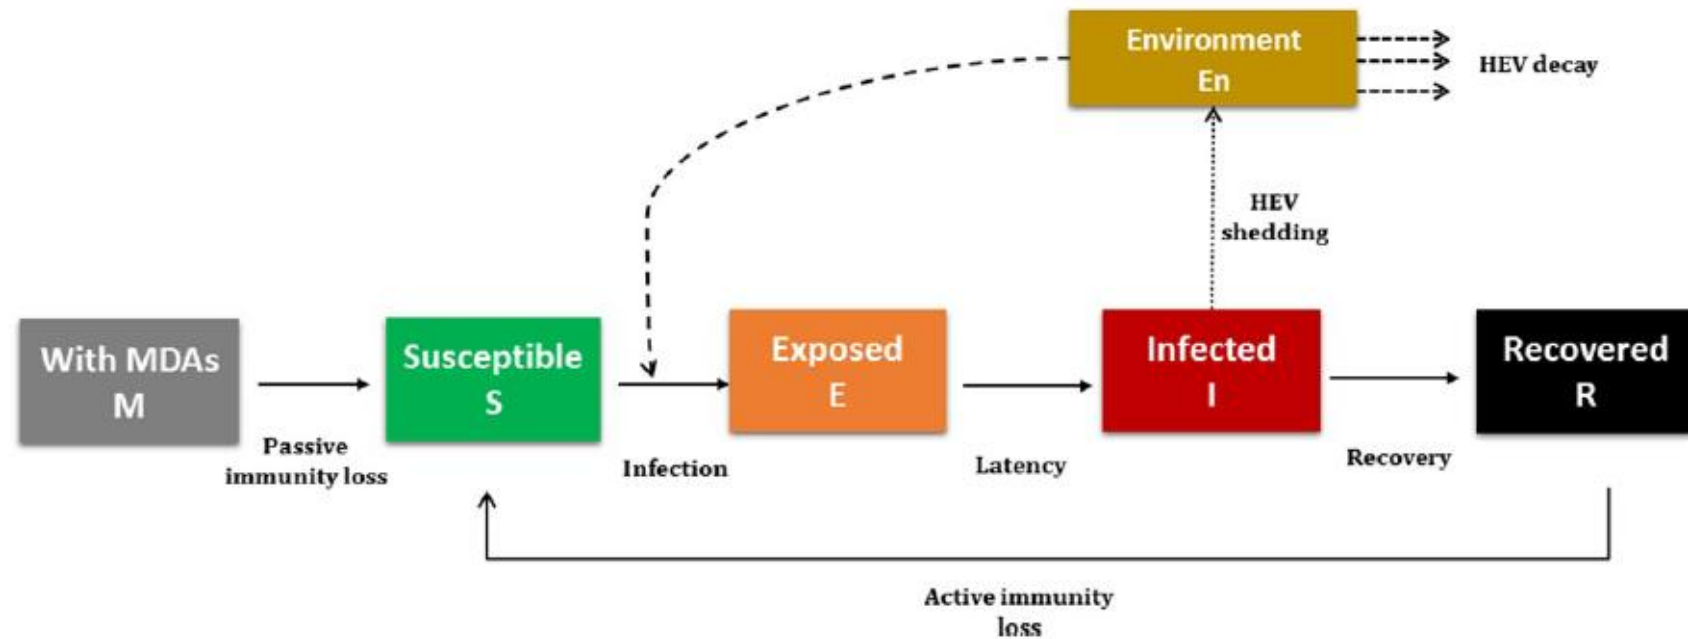 Environment
En
HEV decay
HEV
shedding
With MDAs
M
Susceptible
S
Exposed
E
Infected
I
Recovered
R
Passive
immunity loss
Infection
Latency
Recovery
Active immunity
loss